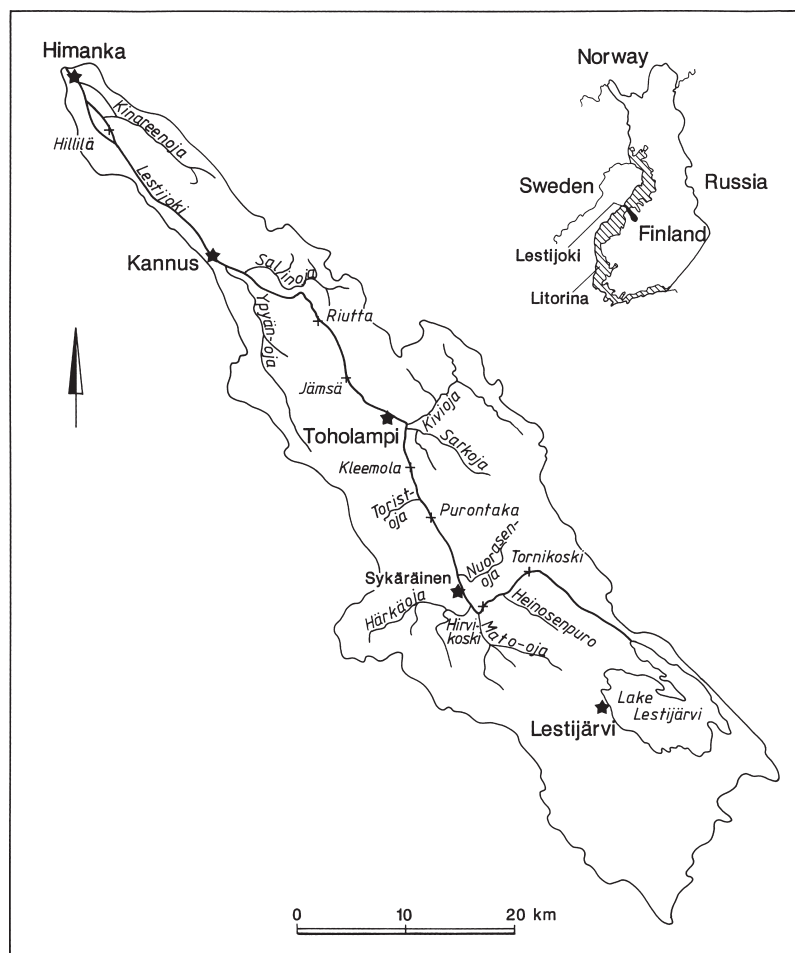 Himanka
Norway
Kinareenoja
Hillilä
Lestijoki
Sweden
Russia
Finland
Lestijoki
Litorina
Kannus
Salinoja
Ypyän-oja
Riutta
Jämsä
Kivioja
Toholampi
Sarkoja
Kleemola
Torist-
oja
Purontaka
Nuorasen-
oja
Tornikoski
Sykäräinen
Heinosenpuro
Härkäoja
Hirvi-
koski
Mato-oja
Lake
Lestijärvi
Lestijärvi
0 10 20 km